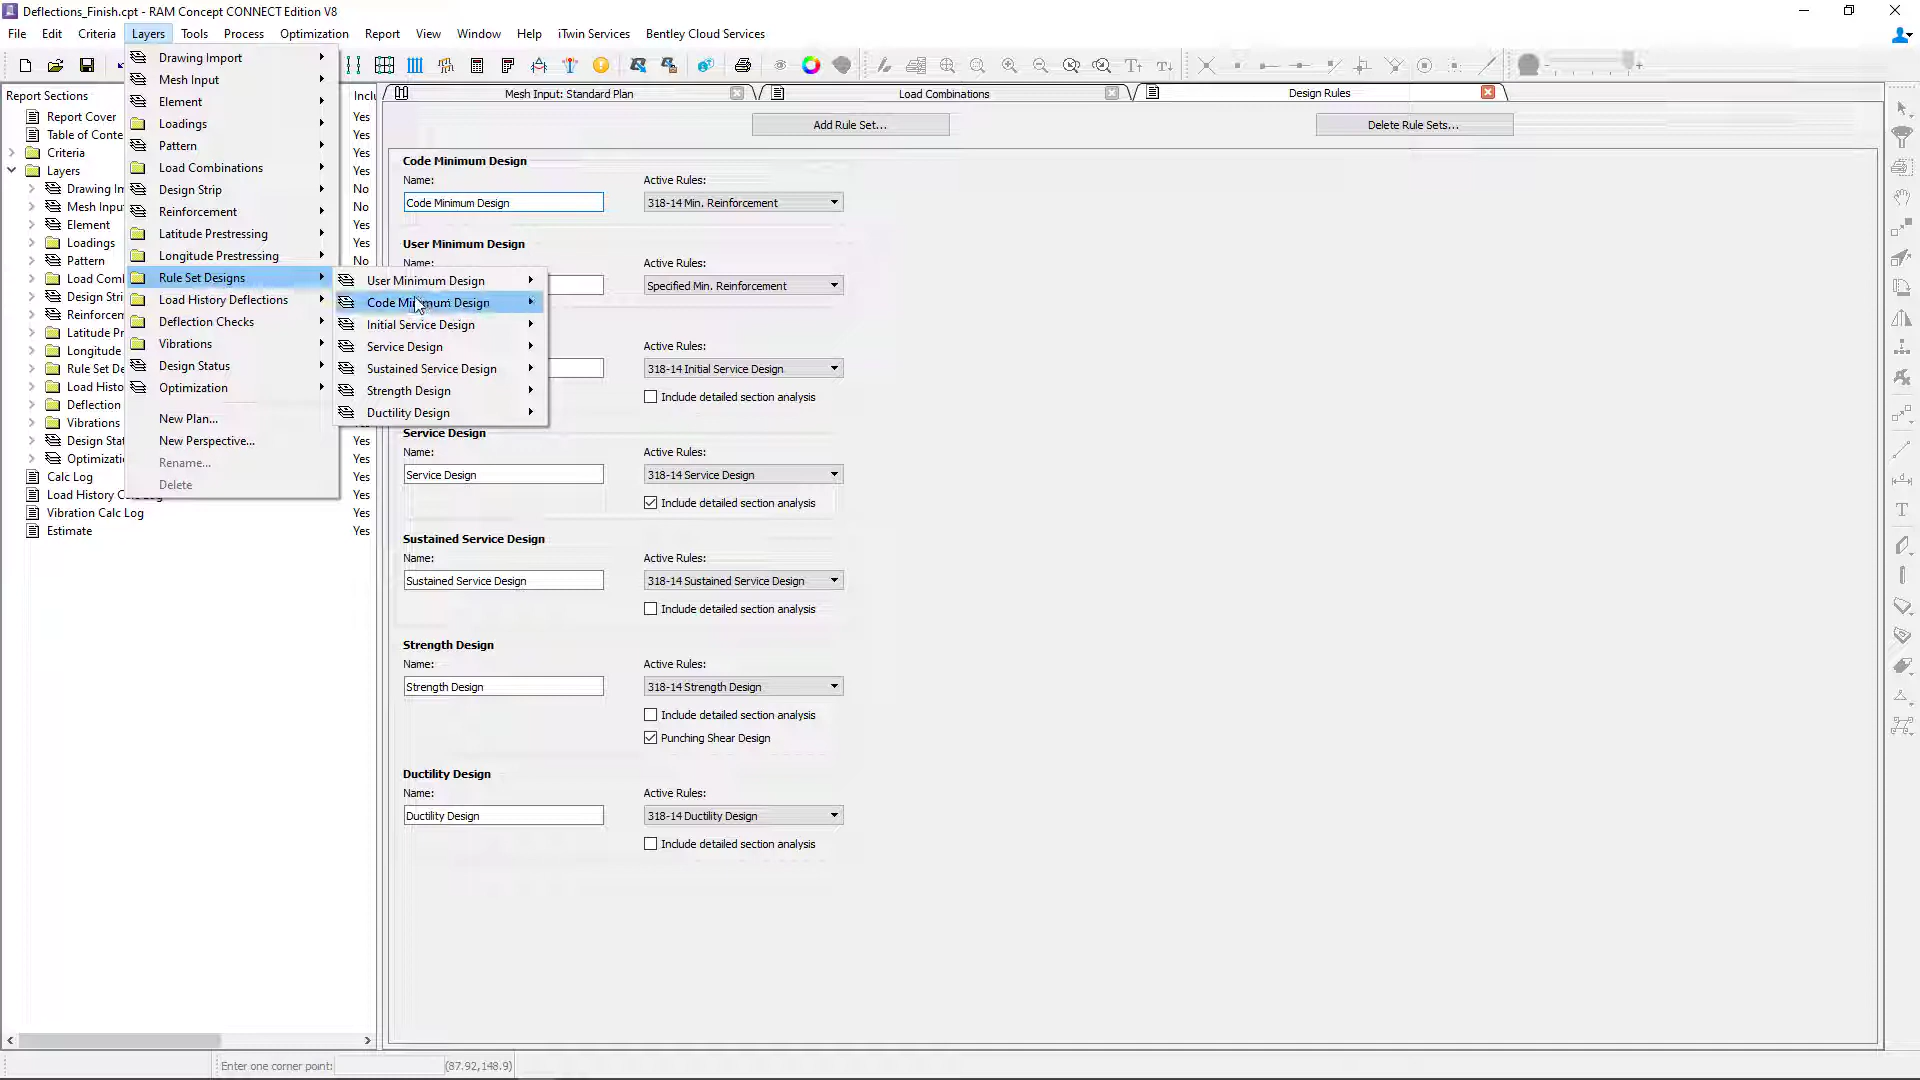 Deflections_Finish.cpt - RAM Concept CONNECT Edition V8
File Edit Criteria Layers Tools Process Optimization Report View Window Help iTwin Services Bentley Cloud Services
Report Sections
Report Cover Yes
Table of Conte Yes
Criteria Yes
Layers Yes
Drawing Im No
Mesh Inpu No
Element Yes
Loadings Yes
Pattern Yes
Load Coml
Design Stri
Reinforcem
Latitude Pr
Longitude
Rule Set De
Load Histo
Deflection
Vibrations
Design Stat Yes
Optimizati Yes
Calc Log Yes
Load History Yes
Vibration Calc Log Yes
Estimate Yes
Drawing Import
Mesh Input
Element
Loadings
Pattern
Load Combinations
Design Strip
Reinforcement
Latitude Prestressing
Longitude Prestressing
Rule Set Designs
Load History Deflections
Deflection Checks
Vibrations
Design Status
Optimization
New Plan...
New Perspective...
Rename...
Delete
User Minimum Design
Code Minimum Design
Initial Service Design
Service Design
Sustained Service Design
Strength Design
Ductility Design
Mesh Input: Standard Plan
Load Combinations
Design Rules
Add Rule Set... Delete Rule Sets...
Code Minimum Design
Name: Active Rules:
Code Minimum Design 318-14 Min. Reinforcement
User Minimum Design
Name: Active Rules:
Specified Min. Reinforcement
Active Rules:
318-14 Initial Service Design
Include detailed section analysis
Service Design
Name: Active Rules:
Service Design 318-14 Service Design
Include detailed section analysis
Sustained Service Design
Name: Active Rules:
Sustained Service Design 318-14 Sustained Service Design
Include detailed section analysis
Strength Design
Name: Active Rules:
Strength Design 318-14 Strength Design
Include detailed section analysis
Punching Shear Design
Ductility Design
Name: Active Rules:
Ductility Design 318-14 Ductility Design
Include detailed section analysis
Enter one corner point: (87.92,148.9)